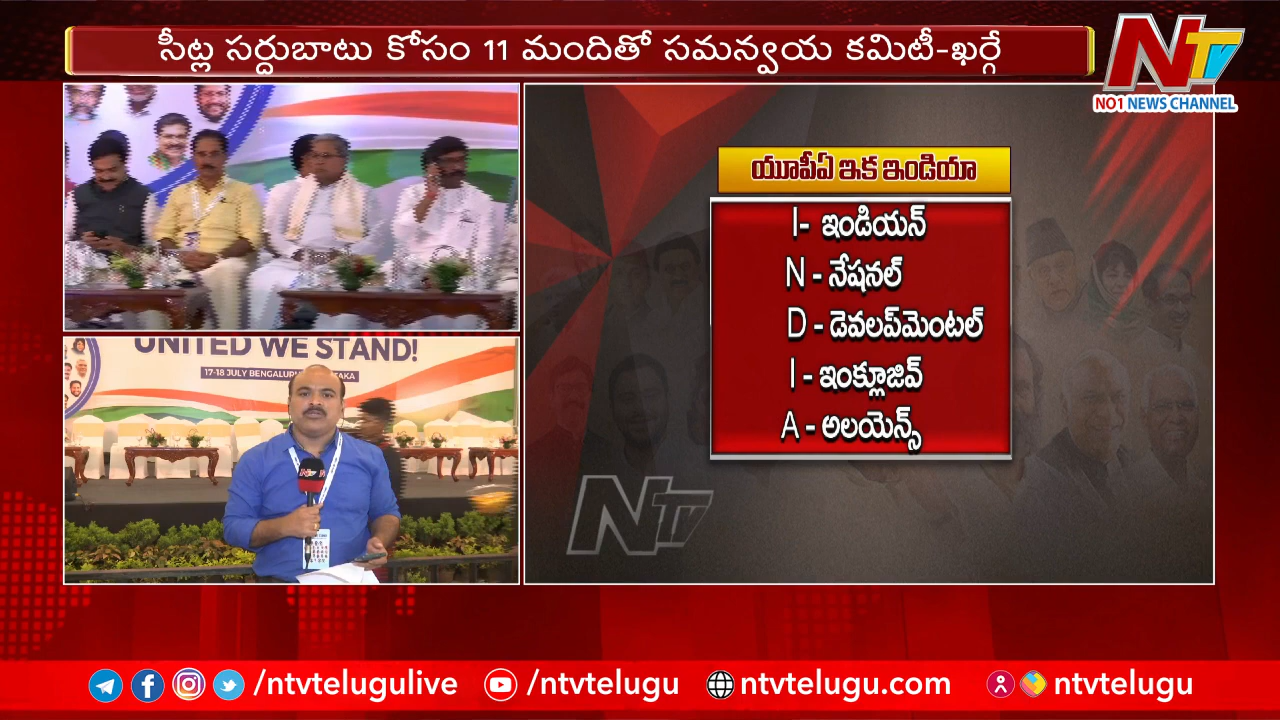 సీట్ల సర్దుబాటు కోసం 11 మందితో సమన్వయ కమిటీ-ఖర్గే
NTV
NO1 NEWS CHANNEL
యూపీఏ ఇక ఇండియా
I- ఇండియన్
N - నేషనల్
D - డెవలప్‌మెంటల్
I - ఇంక్లూజివ్
A - అలయెన్స్
UNITED WE STAND!
17-18 JULY BENGALURU
NTV
/ntvtelugulive
/ntvtelugu
ntvtelugu.com
ntvtelugu